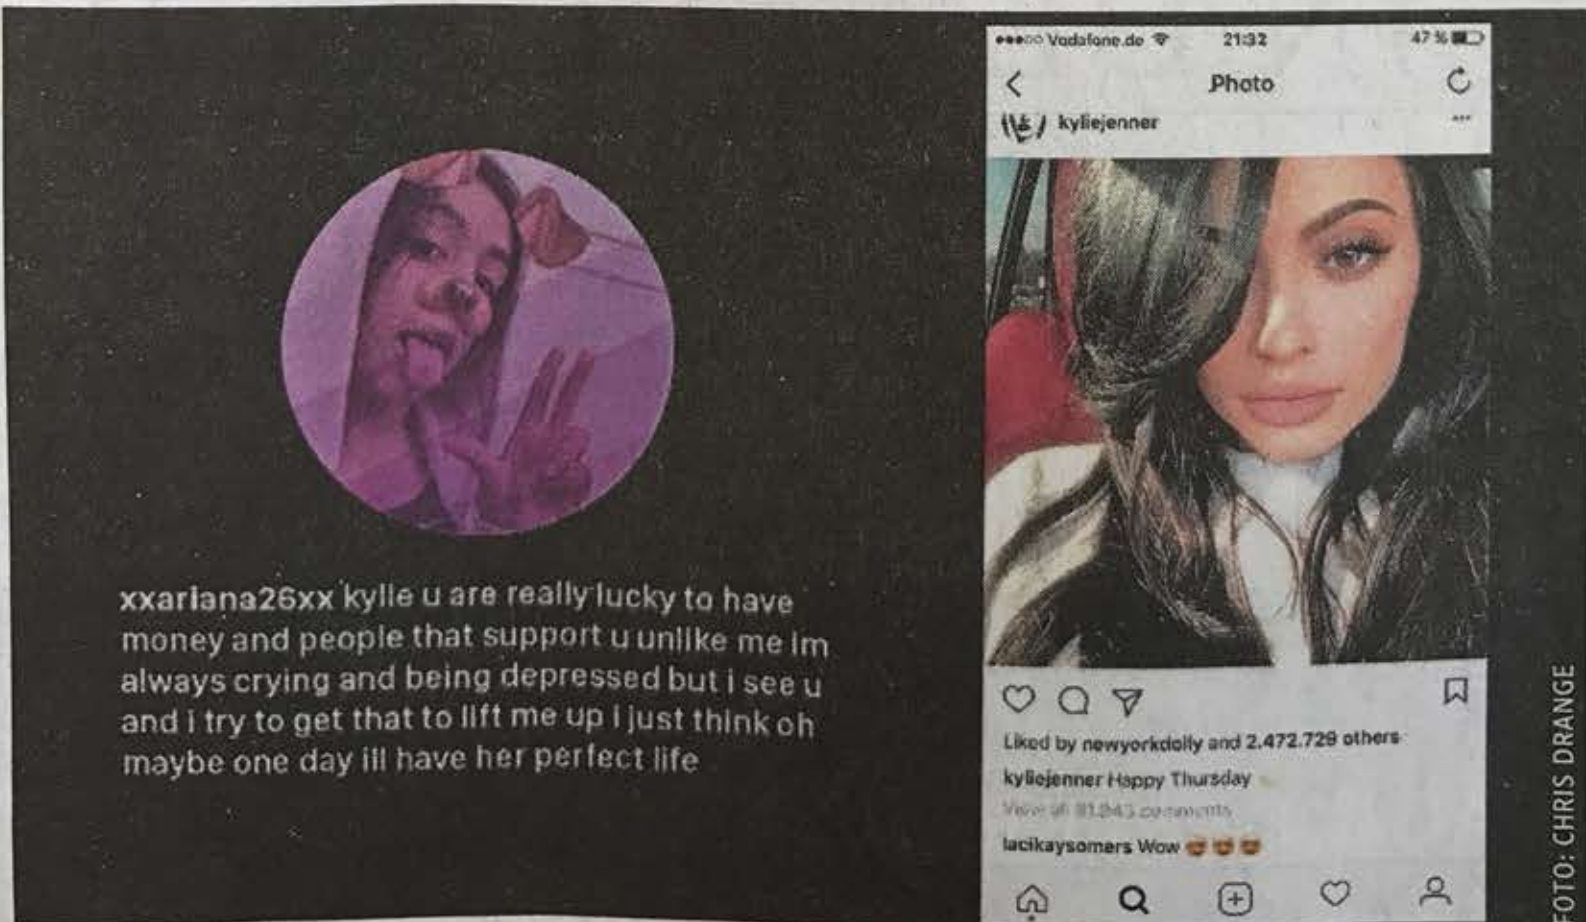 xxariana26xx kylie u are really lucky to have
money and people that support u unlike me im
always crying and being depressed but i see u
and i try to get that to lift me up i just think oh
maybe one day ill have her perfect life
Vodafone.de 21:32 47 %
Photo
kyliejenner
Liked by newyorkdolly and 2.472.729 others
kyliejenner Happy Thursday
View all comments
lacikaysomers Wow 😍😍😍
FOTO: CHRIS DRANGE